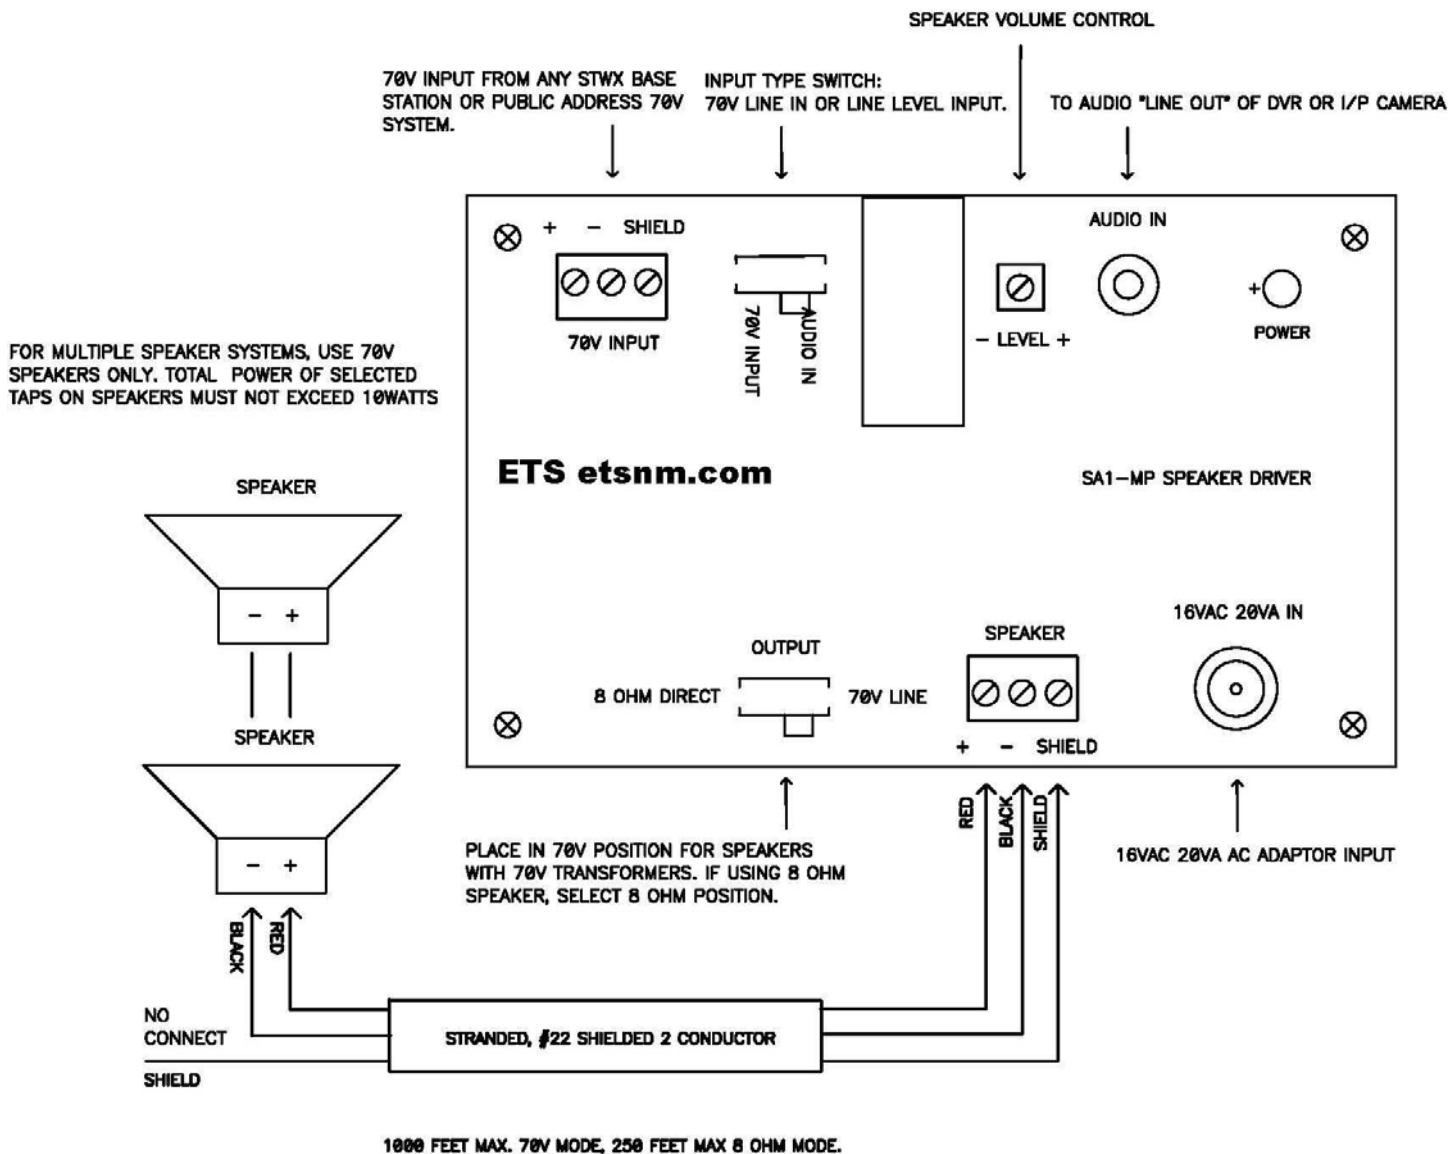 SPEAKER VOLUME CONTROL
70V INPUT FROM ANY STWX BASE
STATION OR PUBLIC ADDRESS 70V
SYSTEM.
INPUT TYPE SWITCH:
70V LINE IN OR LINE LEVEL INPUT.
TO AUDIO "LINE OUT" OF DVR OR I/P CAMERA
+ - SHIELD
70V INPUT
70V INPUT
AUDIO IN
- LEVEL +
AUDIO IN
+
POWER
FOR MULTIPLE SPEAKER SYSTEMS, USE 70V
SPEAKERS ONLY. TOTAL POWER OF SELECTED
TAPS ON SPEAKERS MUST NOT EXCEED 10WATTS
ETS etsnm.com
SA1-MP SPEAKER DRIVER
SPEAKER
- +
SPEAKER
- +
OUTPUT
8 OHM DIRECT
70V LINE
SPEAKER
+ - SHIELD
16VAC 20VA IN
RED
BLACK
SHIELD
PLACE IN 70V POSITION FOR SPEAKERS
WITH 70V TRANSFORMERS. IF USING 8 OHM
SPEAKER, SELECT 8 OHM POSITION.
16VAC 20VA AC ADAPTOR INPUT
BLACK
RED
NO
CONNECT
SHIELD
STRANDED, #22 SHIELDED 2 CONDUCTOR
1000 FEET MAX. 70V MODE, 250 FEET MAX 8 OHM MODE.